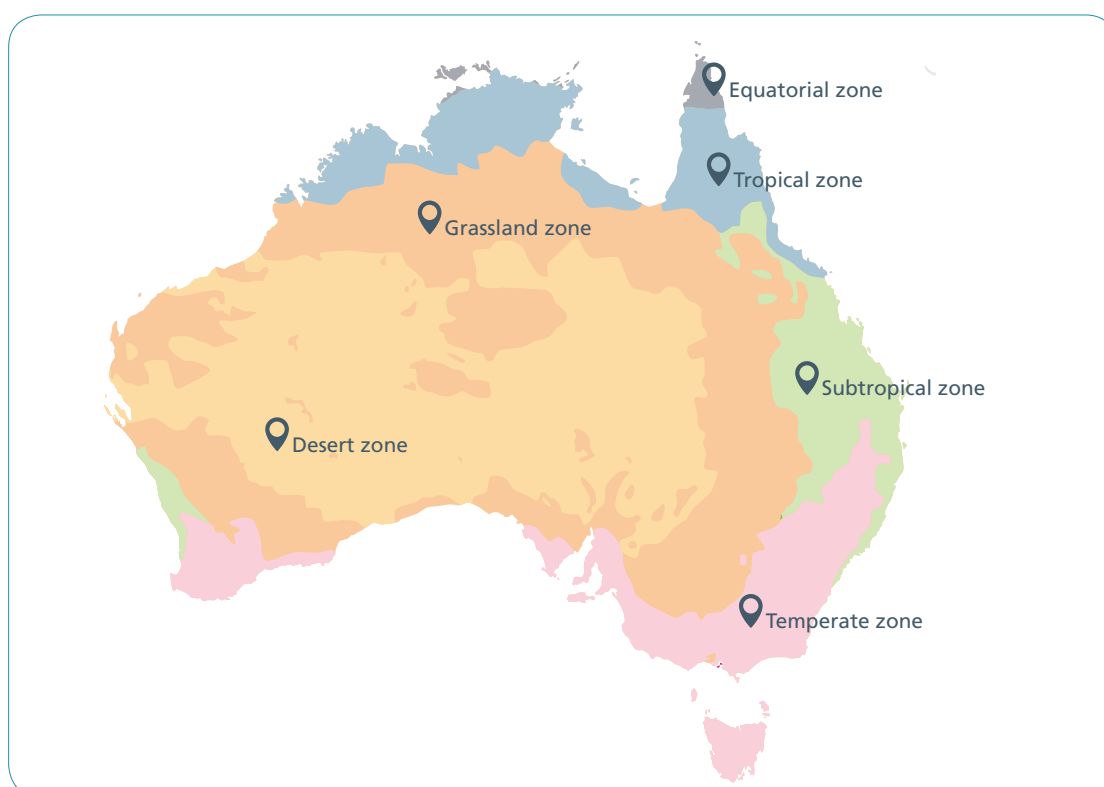 Equatorial zone
Tropical zone
Grassland zone
Subtropical zone
Desert zone
Temperate zone